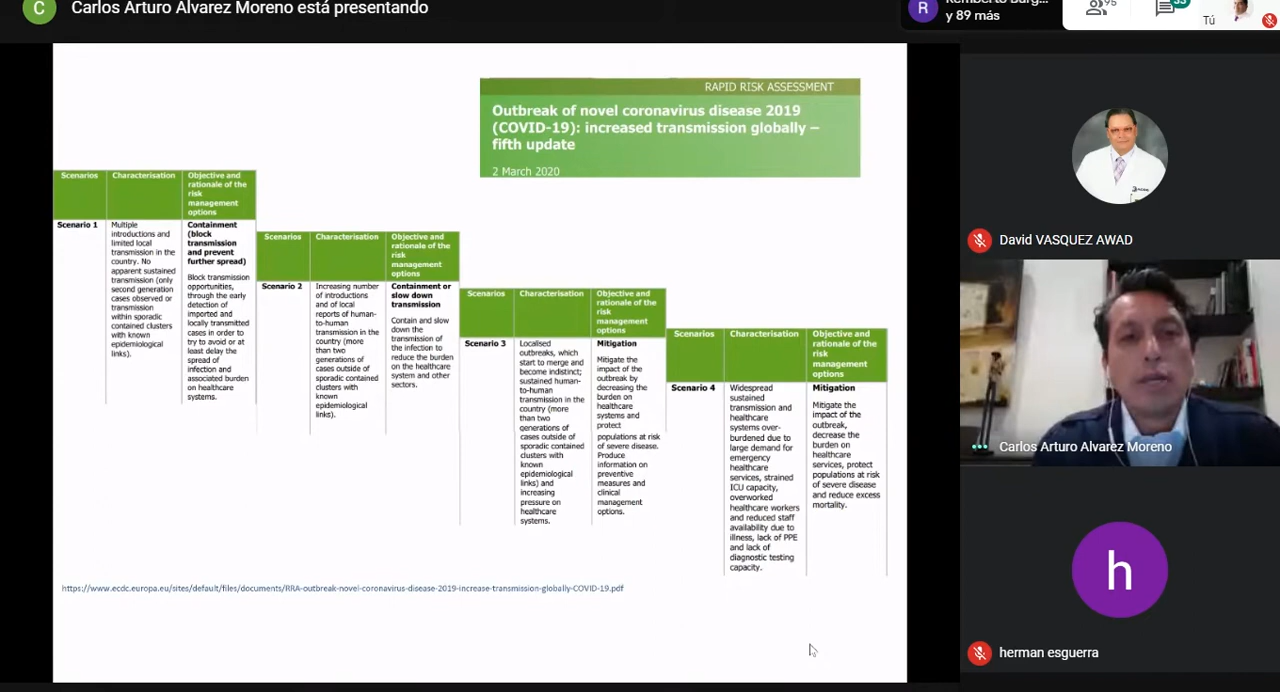 C
Carlos Arturo Alvarez Moreno está presentando
R
y 89 más
95
33
Tú
RAPID RISK ASSESSMENT
Outbreak of novel coronavirus disease 2019
(COVID-19): increased transmission globally –
fifth update
2 March 2020
Scenarios
Characterisation
Objective and
rationale of the
risk
management
options
Scenario 1
Multiple
introductions and
limited local
transmission in the
country. No
apparent sustained
transmission (only
second generation
cases observed or
transmission
within sporadic
contained clusters
with known
epidemiological
links).
Containment
(block
transmission
and prevent
further spread)
Block transmission
opportunities,
through the early
detection of
imported and
locally transmitted
cases in order to
try to avoid or at
least delay the
spread of
infection and
associated burden
on healthcare
systems.
Scenarios
Characterisation
Objective and
rationale of the
risk
management
options
Scenario 2
Increasing number
of introductions
and of local
reports of human-
to-human
transmission in the
country (more
than two
generations of
cases outside of
sporadic contained
clusters with
known
epidemiological
links).
Containment or
slow down
transmission
Contain and slow
down the
transmission of
the infection to
reduce the burden
on the healthcare
system and other
sectors.
Scenarios
Characterisation
Objective and
rationale of the
risk
management
options
Scenario 3
Localised
outbreaks, which
start to merge and
become indistinct;
sustained human-
to-human
transmission in the
country (more
than two
generations of
cases outside of
sporadic contained
clusters with
known
epidemiological
links) and
increasing
pressure on
healthcare
systems.
Mitigation
Mitigate the
impact of the
outbreak by
decreasing the
burden on
healthcare
systems and
protect
populations at risk
of severe disease.
Produce
information on
preventive
measures and
clinical
management
options.
Scenarios
Characterisation
Objective and
rationale of the
risk
management
options
Scenario 4
Widespread
sustained
transmission and
healthcare
systems over-
burdened due to
large demand for
emergency
healthcare
services, strained
ICU capacity,
overworked
healthcare workers
and reduced staff
availability due to
illness, lack of PPE
and lack of
diagnostic testing
capacity.
Mitigation
Mitigate the
impact of the
outbreak,
decrease the
burden on
healthcare
services, protect
populations at risk
of severe disease
and reduce excess
mortality.
https://www.ecdc.europa.eu/sites/default/files/documents/RRA-outbreak-novel-coronavirus-disease-2019-increase-transmission-globally-COVID-19.pdf
David VASQUEZ AWAD
Carlos Arturo Alvarez Moreno
h
herman esguerra